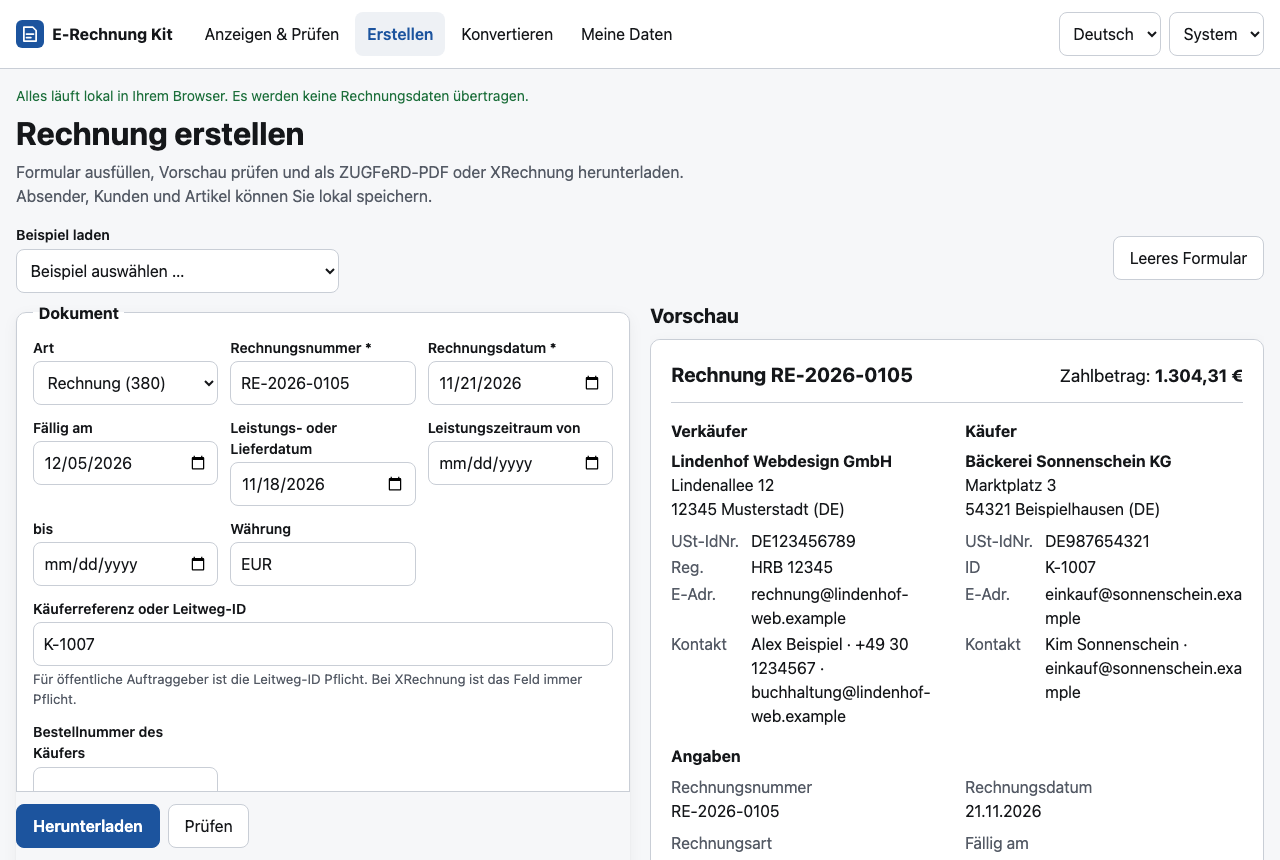 E-Rechnung Kit
Anzeigen & Prüfen
Erstellen
Konvertieren
Meine Daten
Deutsch
System
Alles läuft lokal in Ihrem Browser. Es werden keine Rechnungsdaten übertragen.
Rechnung erstellen
Formular ausfüllen, Vorschau prüfen und als ZUGFeRD-PDF oder XRechnung herunterladen.
Absender, Kunden und Artikel können Sie lokal speichern.
Beispiel laden
Beispiel auswählen ...
Leeres Formular
Dokument
Art
Rechnung (380)
Rechnungsnummer *
RE-2026-0105
Rechnungsdatum *
11/21/2026
Fällig am
12/05/2026
Leistungs- oder
Lieferdatum
11/18/2026
Leistungszeitraum von
mm/dd/yyyy
bis
mm/dd/yyyy
Währung
EUR
Käuferreferenz oder Leitweg-ID
K-1007
Für öffentliche Auftraggeber ist die Leitweg-ID Pflicht. Bei XRechnung ist das Feld immer
Pflicht.
Bestellnummer des
Käufers
Herunterladen
Prüfen
Vorschau
Rechnung RE-2026-0105
Zahlbetrag: 1.304,31 €
Verkäufer
Lindenhof Webdesign GmbH
Lindenallee 12
12345 Musterstadt (DE)
USt-IdNr. DE123456789
Reg. HRB 12345
E-Adr. rechnung@lindenhof-
web.example
Kontakt Alex Beispiel · +49 30
1234567 ·
buchhaltung@lindenhof-
web.example
Käufer
Bäckerei Sonnenschein KG
Marktplatz 3
54321 Beispielhausen (DE)
USt-IdNr. DE987654321
ID K-1007
E-Adr. einkauf@sonnenschein.exa
mple
Kontakt Kim Sonnenschein ·
einkauf@sonnenschein.exa
mple
Angaben
Rechnungsnummer
RE-2026-0105
Rechnungsdatum
21.11.2026
Rechnungsart
Fällig am